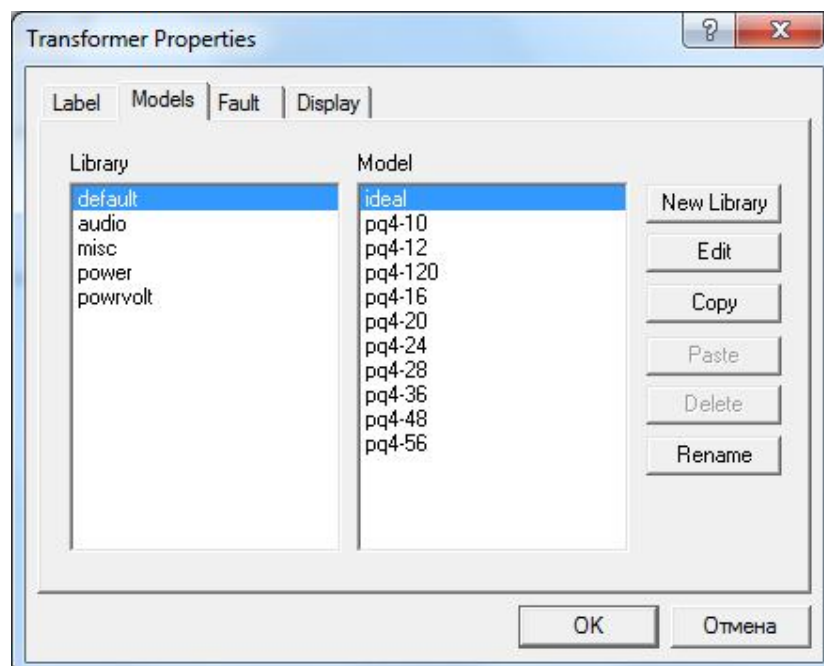 Transformer Properties
Label Models Fault Display
Library
default
audio
misc
power
powrvolt
Model
ideal
pq4-10
pq4-12
pq4-120
pq4-16
pq4-20
pq4-24
pq4-28
pq4-36
pq4-48
pq4-56
New Library
Edit
Copy
Paste
Delete
Rename
OK Отмена